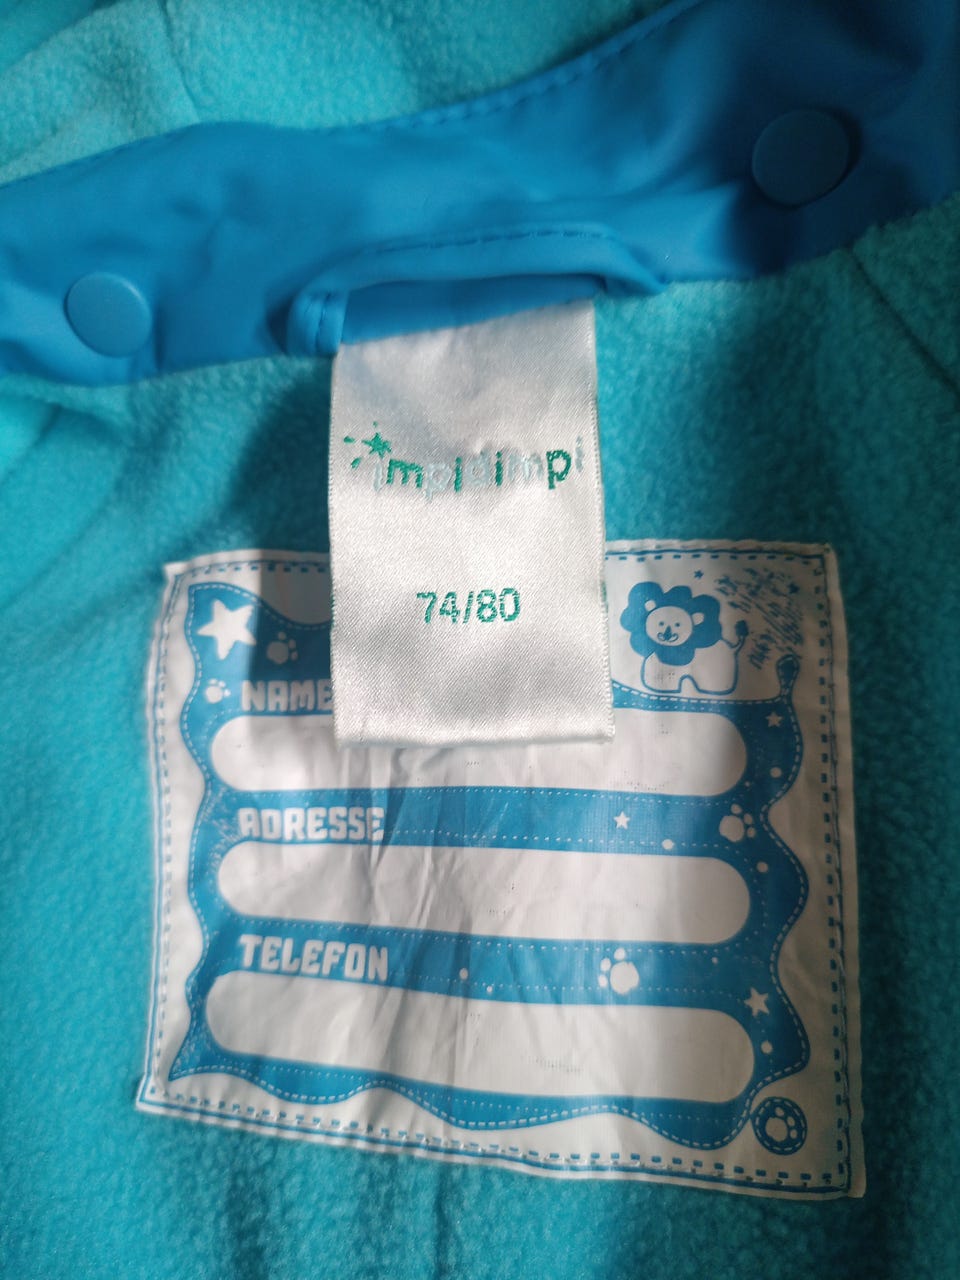 impidimpi
74/80
NAME
ADRESSE
TELEFON